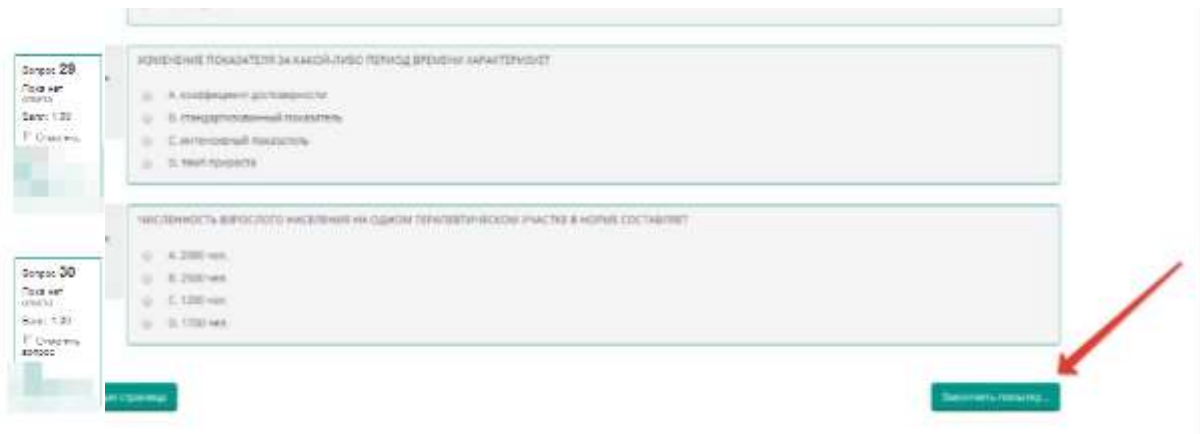 Вопрос 29
Пока нет
ответа
Балл: 1,00
ИЗМЕНЕНИЕ ПОКАЗАТЕЛЯ ЗА КАКОЙ-ЛИБО ПЕРИОД ВРЕМЕНИ ХАРАКТЕРИЗУЕТ
A. коэффициент достоверности
B. стандартизованный показатель
C. интенсивный показатель
D. темп прироста
Вопрос 30
Пока нет
ответа
Балл: 1,00
вопрос
ЧИСЛЕННОСТЬ ВЗРОСЛОГО НАСЕЛЕНИЯ НА ОДНОМ ТЕРАПЕВТИЧЕСКОМ УЧАСТКЕ В НОРМЕ СОСТАВЛЯЕТ
A. 2000 чел.
B. 2500 чел.
C. 1200 чел.
D. 1700 чел.
страница
Закончить попытку...